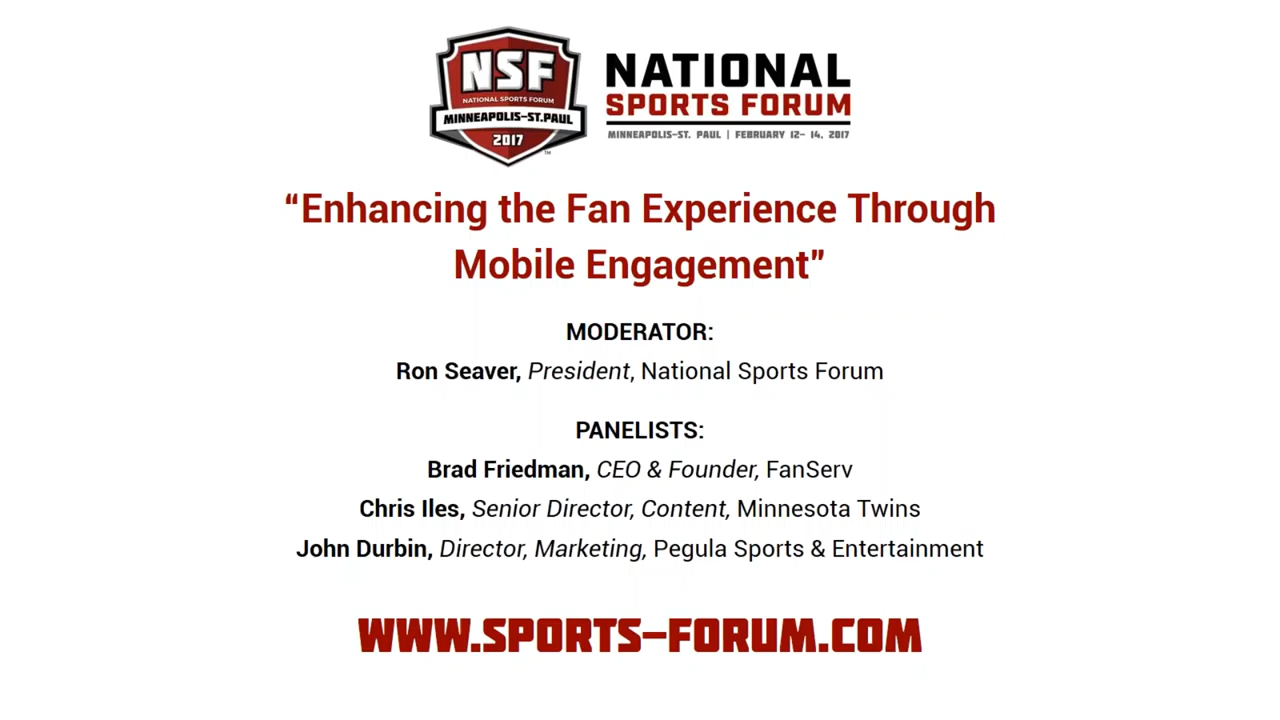 NSF
NATIONAL SPORTS FORUM
MINNEAPOLIS-ST.PAUL
2017
TM
NATIONAL
SPORTS FORUM
MINNEAPOLIS-ST. PAUL | FEBRUARY 12- 14, 2017
“Enhancing the Fan Experience Through
Mobile Engagement”
MODERATOR:
Ron Seaver, President, National Sports Forum
PANELISTS:
Brad Friedman, CEO & Founder, FanServ
Chris Iles, Senior Director, Content, Minnesota Twins
John Durbin, Director, Marketing, Pegula Sports & Entertainment
WWW.SPORTS-FORUM.COM